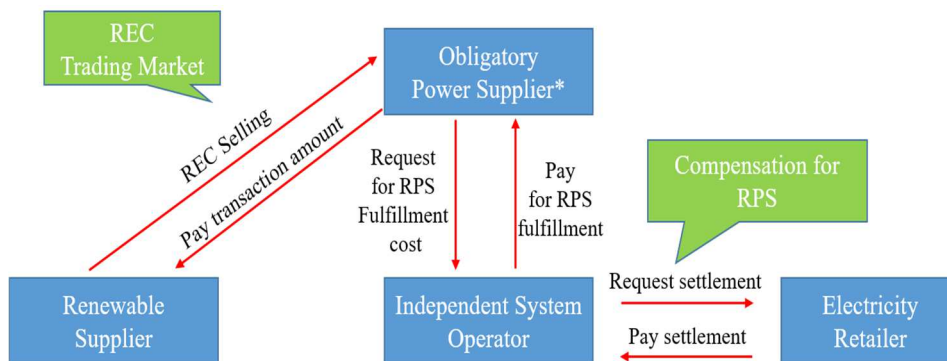 REC
Trading Market
Obligatory
Power Supplier*
REC Selling
Pay transaction amount
Request
for RPS
Fulfillment
cost
Pay
for RPS
fulfillment
Compensation for
RPS
Renewable
Supplier
Independent System
Operator
Request settlement
Pay settlement
Electricity
Retailer